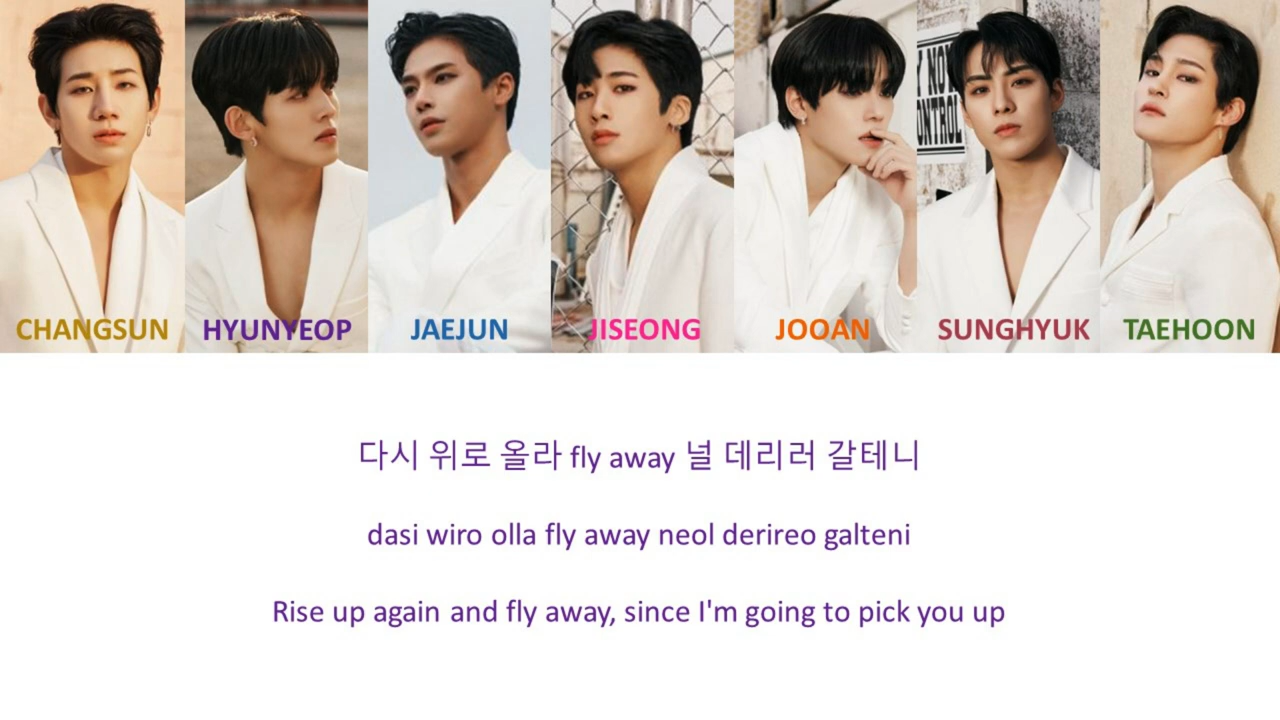 Y NO
ONTROL
CHANGSUN HYUNYEOP JAEJUN JISEONG JOOAN SUNGHYUK TAEHOON
다시 위로 올라 fly away 널 데리러 갈테니
dasi wiro olla fly away neol derireo galteni
Rise up again and fly away, since I'm going to pick you up